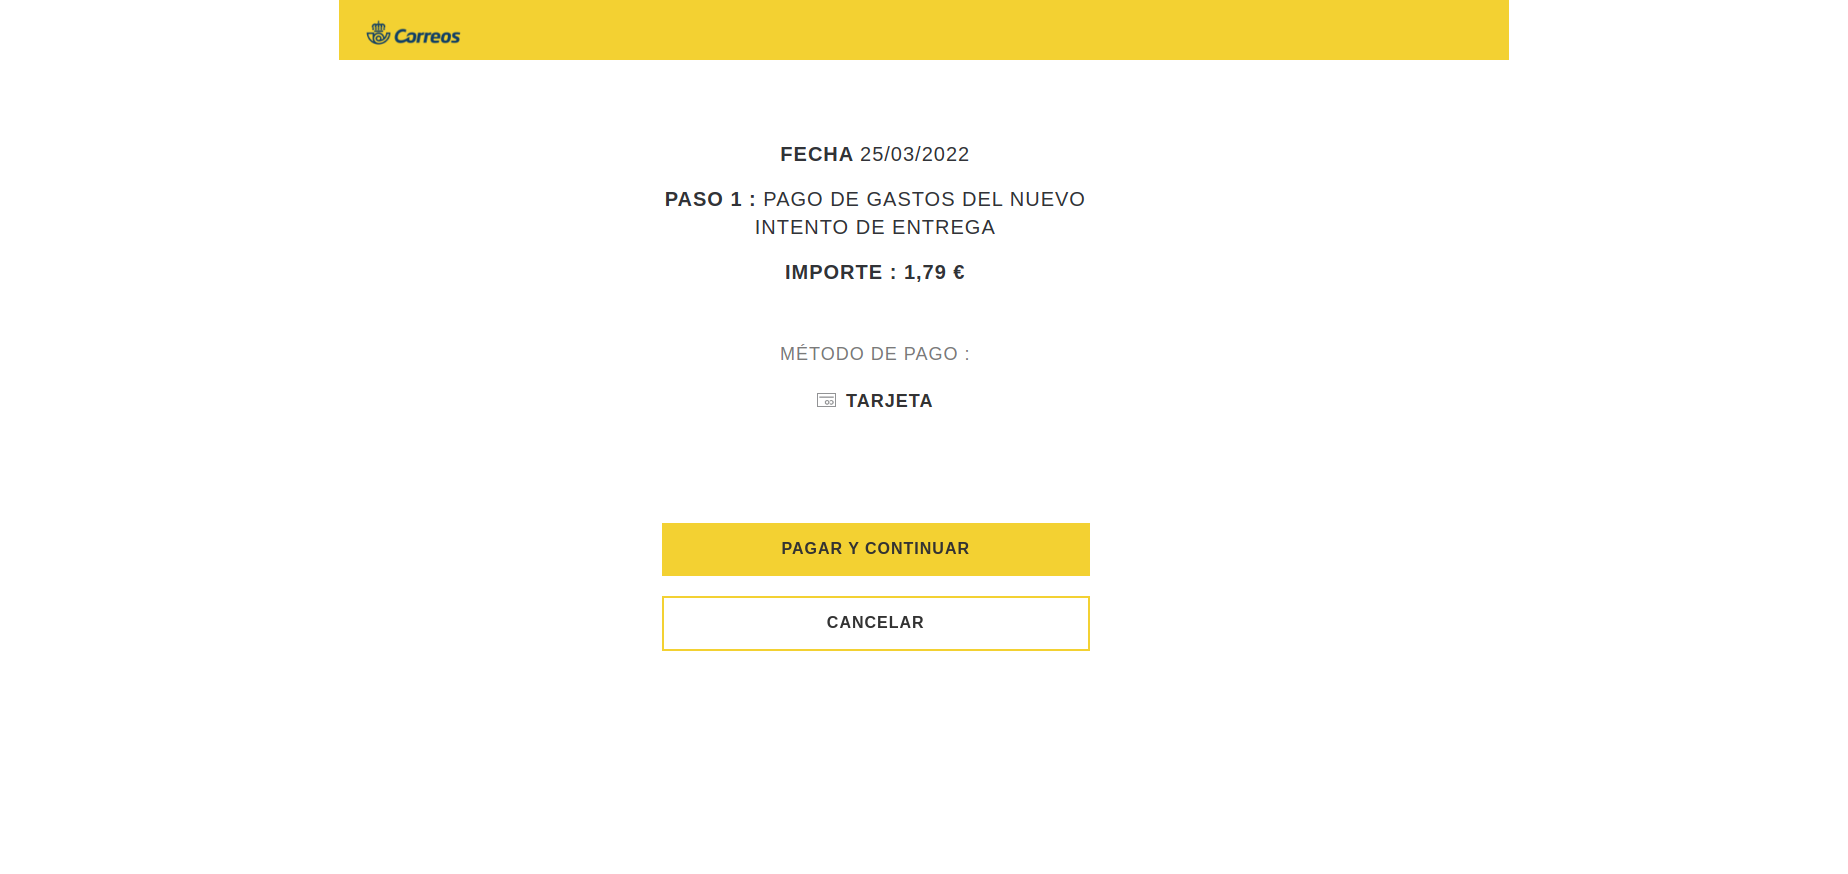 Correos
FECHA 25/03/2022
PASO 1 : PAGO DE GASTOS DEL NUEVO
INTENTO DE ENTREGA
IMPORTE : 1,79 €
MÉTODO DE PAGO :
TARJETA
PAGAR Y CONTINUAR
CANCELAR